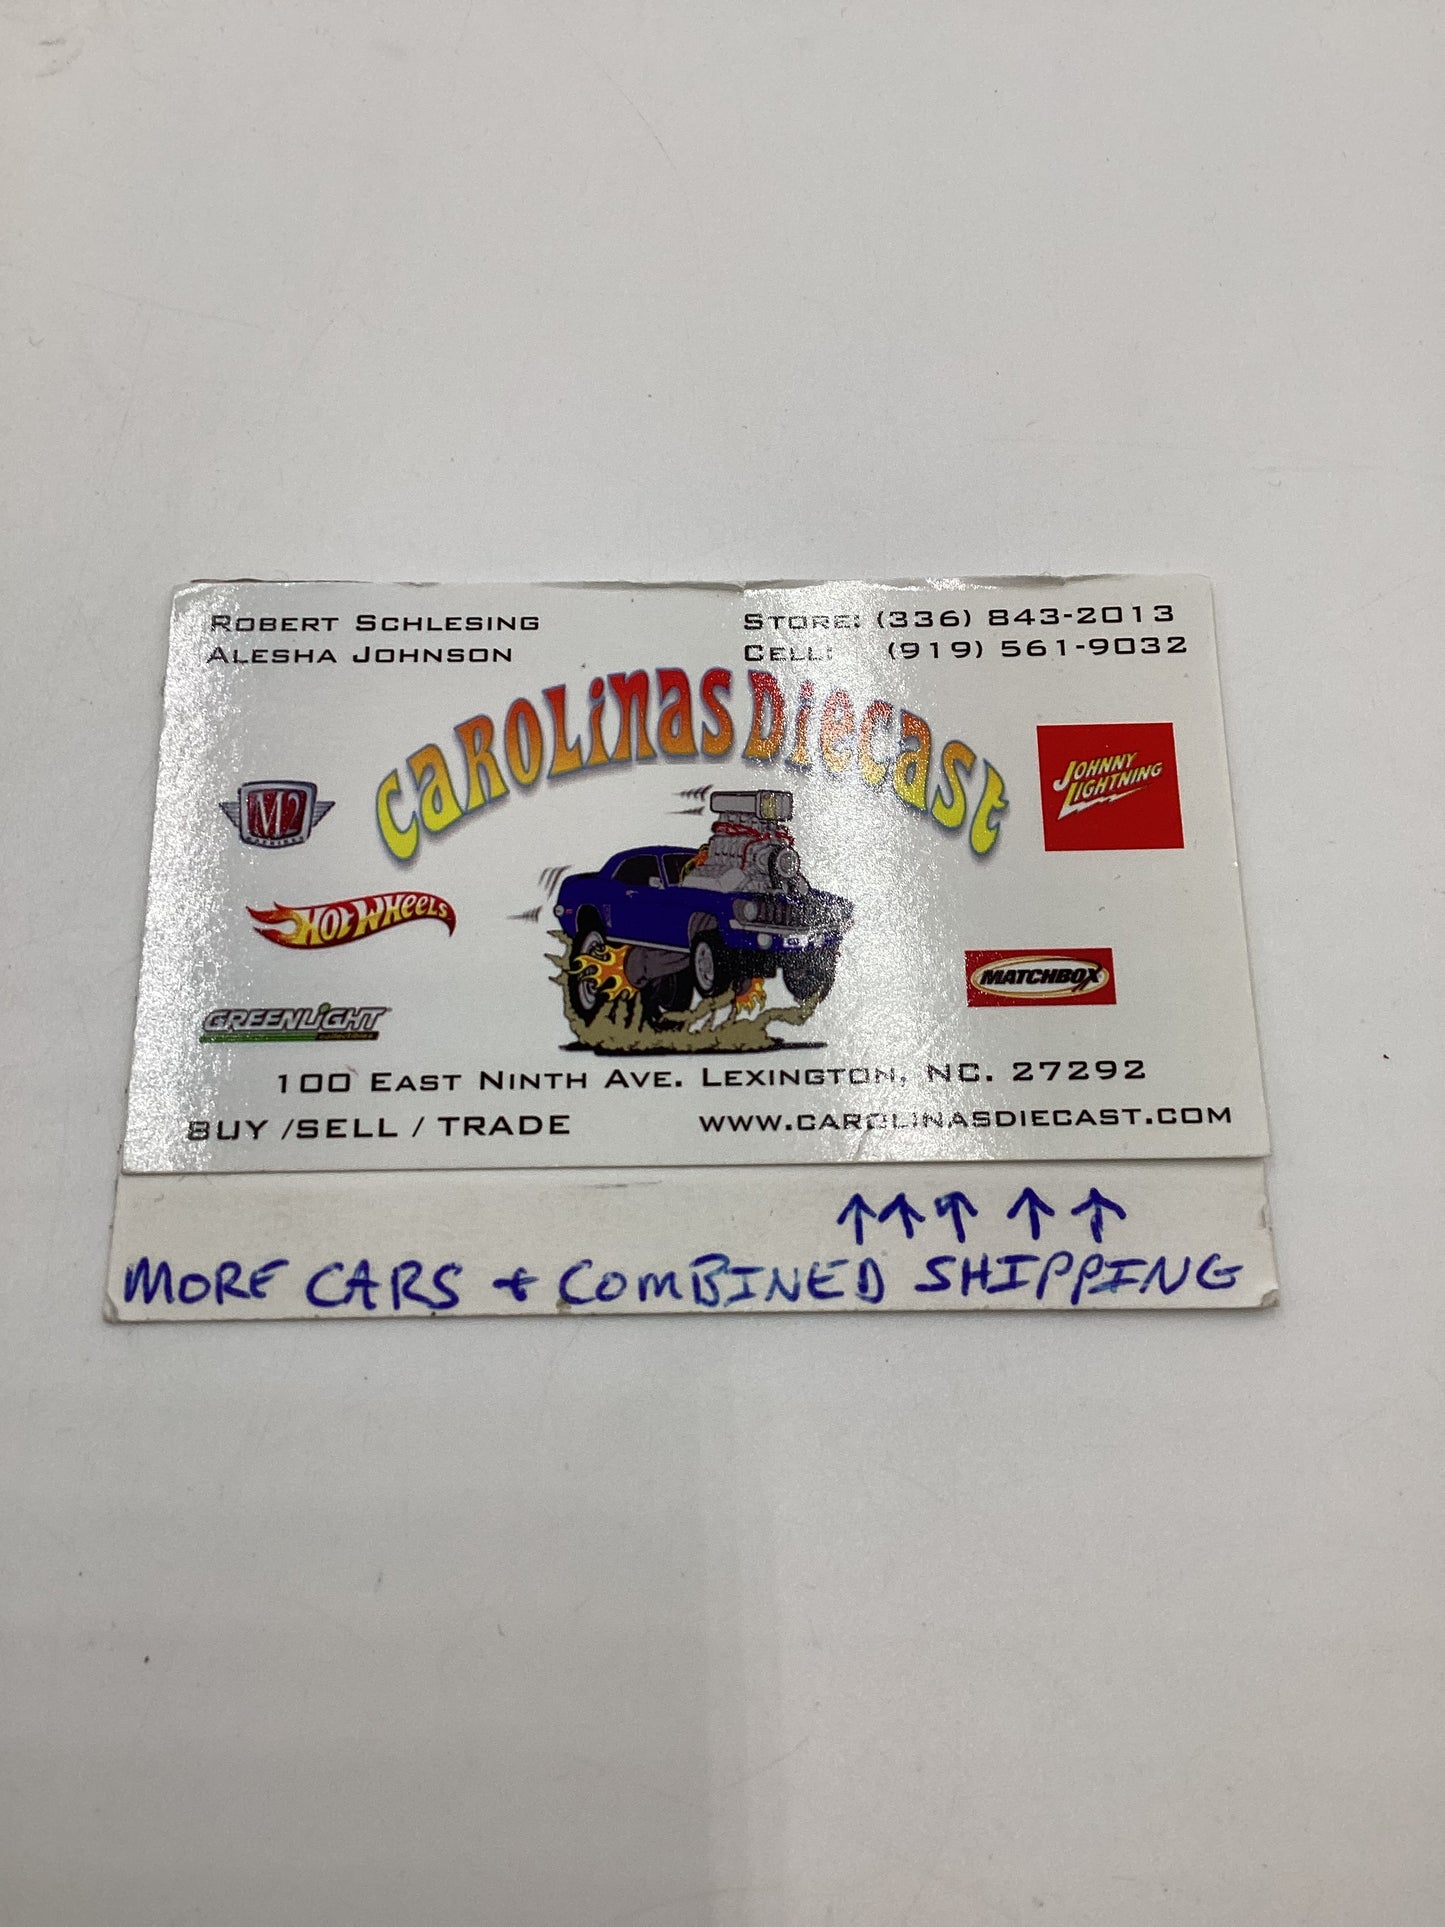 ROBERT SCHLESING
ALESHA JOHNSON
STORE: (336) 843-2013
CELL: (919) 561-9032
CAROLiNAS DiECAST
M2
MACHINES
JOHNNY
LIGHTNING
HOT WHEELS
MATCHBOX
GREENLiGHT
100 EAST NINTH AVE. LEXINGTON, NC. 27292
BUY /SELL / TRADE
WWW.CAROLINASDIECAST.COM
↑↑↑↑↑
MORE CARS + COMBINED SHIPPING